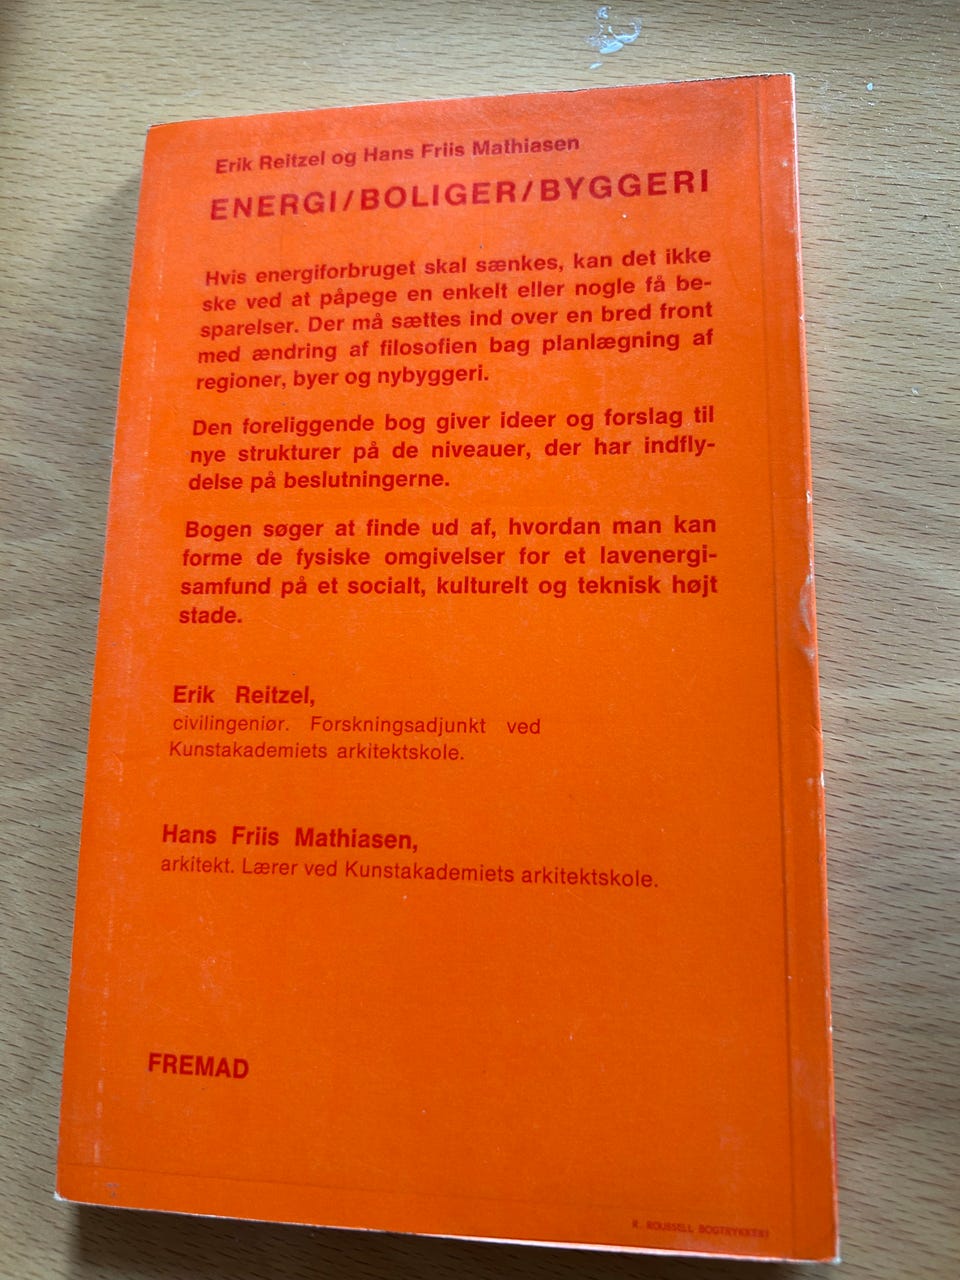 Erik Reitzel og Hans Friis Mathiasen
ENERGI/BOLIGER/BYGGERI
Hvis energiforbruget skal sænkes, kan det ikke
ske ved at påpege en enkelt eller nogle få be-
sparelser. Der må sættes ind over en bred front
med ændring af filosofien bag planlægning af
regioner, byer og nybyggeri.
Den foreliggende bog giver ideer og forslag til
nye strukturer på de niveauer, der har indfly-
delse på beslutningerne.
Bogen søger at finde ud af, hvordan man kan
forme de fysiske omgivelser for et lavenergi-
samfund på et socialt, kulturelt og teknisk højt
stade.
Erik Reitzel,
civilingeniør. Forskningsadjunkt ved
Kunstakademiets arkitektskole.
Hans Friis Mathiasen,
arkitekt. Lærer ved Kunstakademiets arkitektskole.
FREMAD
R. ROUSSELL BOGTRYKKERI